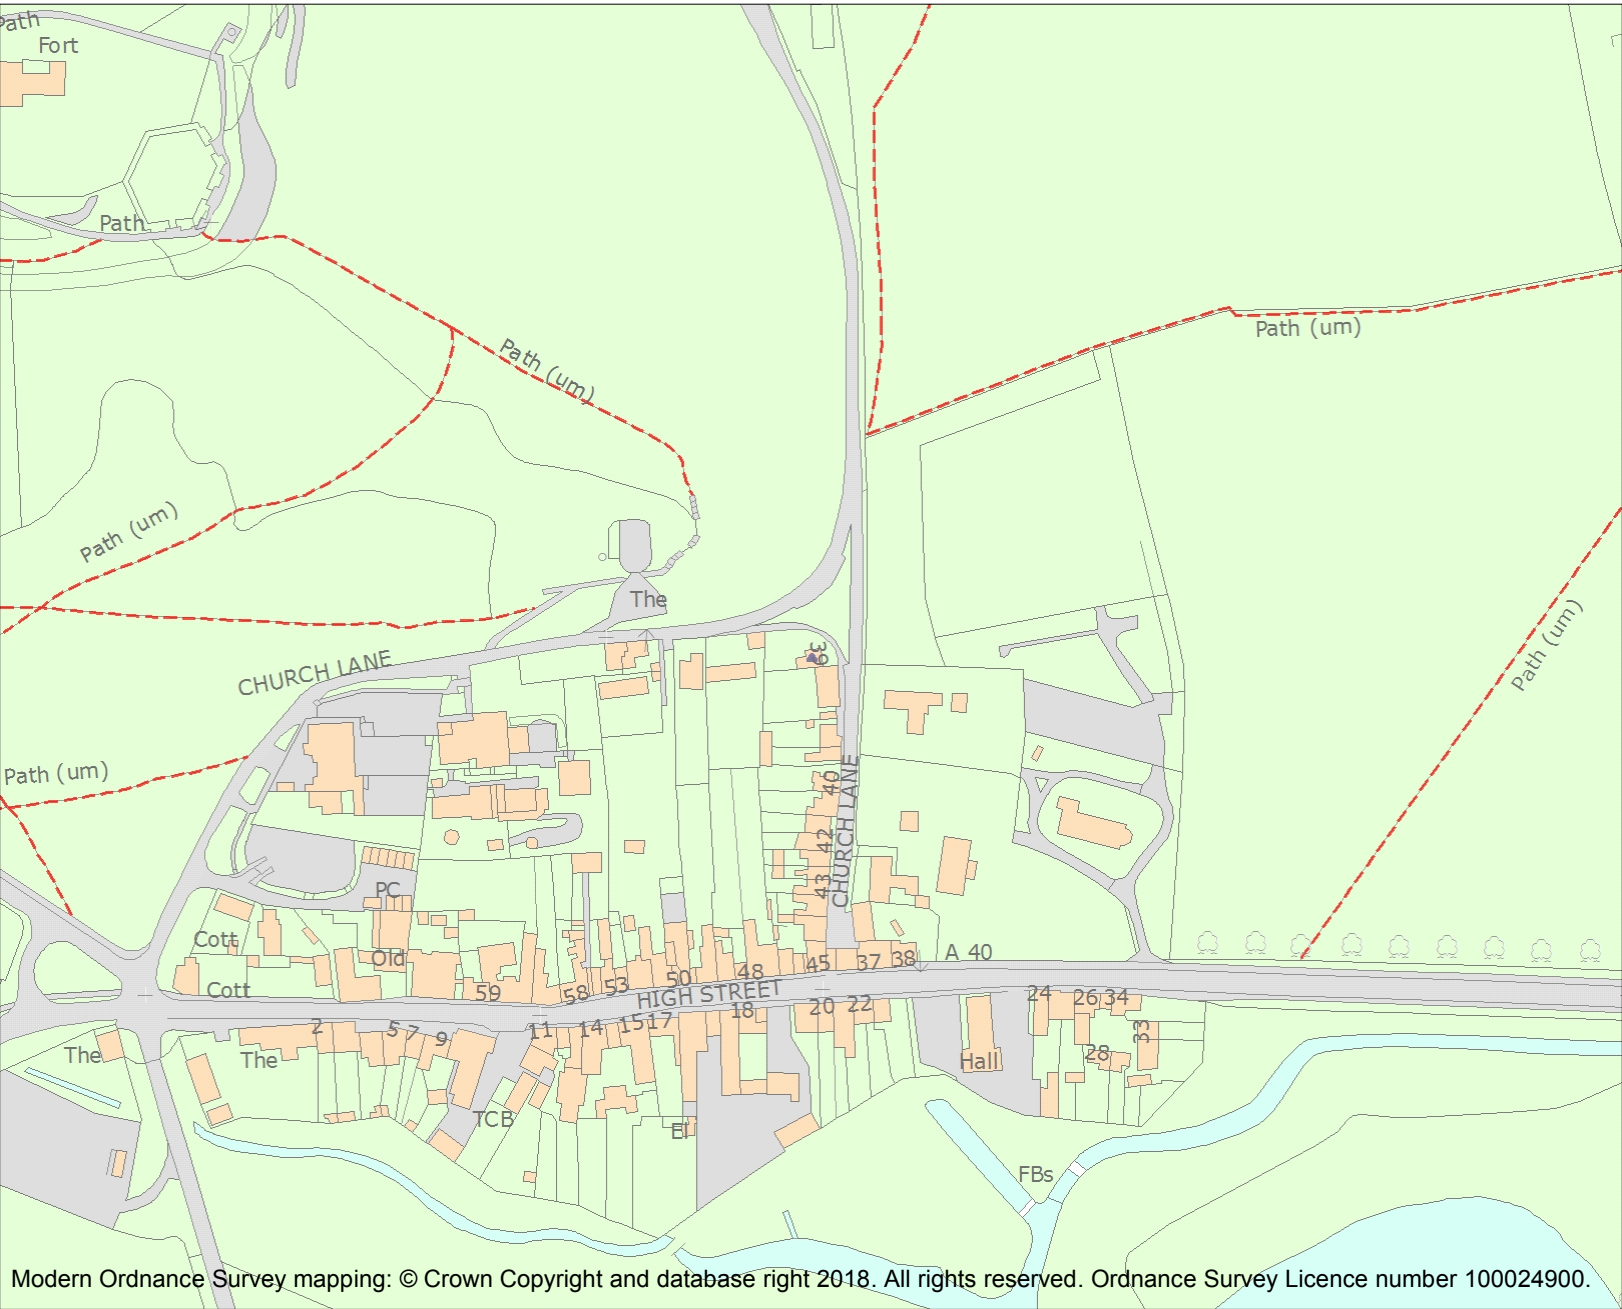 Path
Fort
Path
Path (um)
Path (um)
Path (um)
The
39
CHURCH LANE
Path (um)
Path (um)
40
CHURCH LANE
42
43
PC
Cott
Old
Cott
59
58
53
50
48
45
37
38
A 40
HIGH STREET
2
5
7
9
11
14
15
17
18
20
22
24
26
34
33
28
The
The
Hall
TCB
El
FBs
Modern Ordnance Survey mapping: © Crown Copyright and database right 2018. All rights reserved. Ordnance Survey Licence number 100024900.